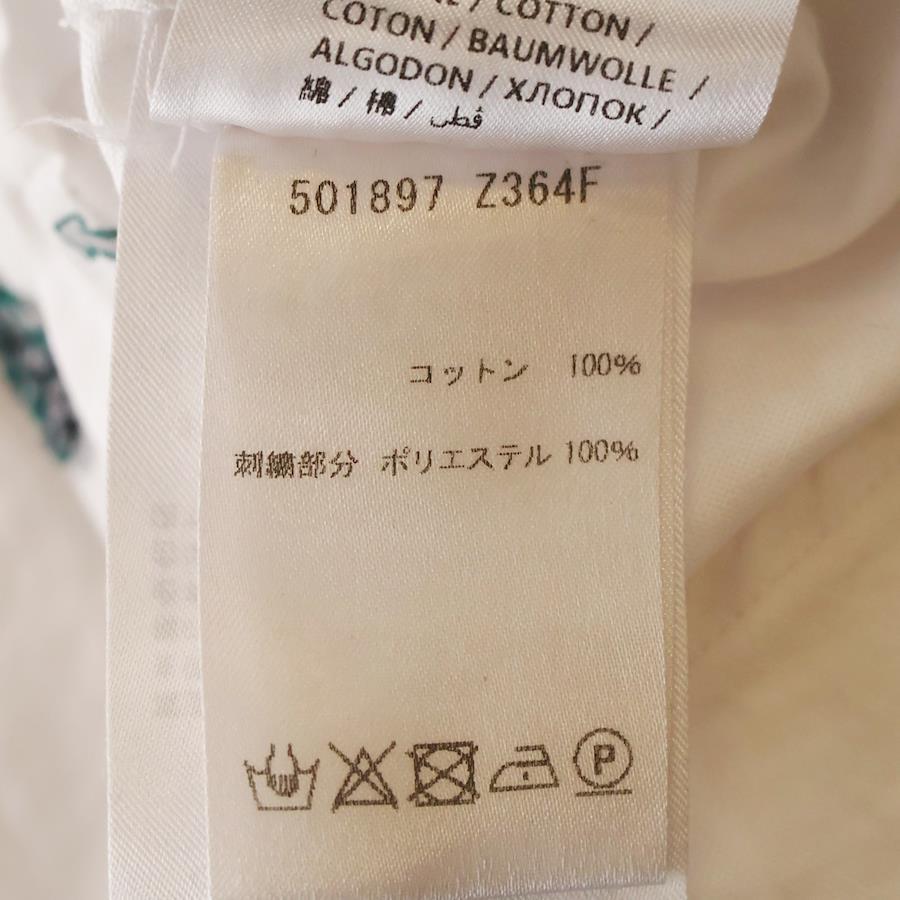 / COTTON /
COTON / BAUMWOLLE /
ALGODON / ХЛОПОК /
綿 / 棉 / قطن
501897 Z364F
コットン 100%
刺繍部分 ポリエステル 100%
P